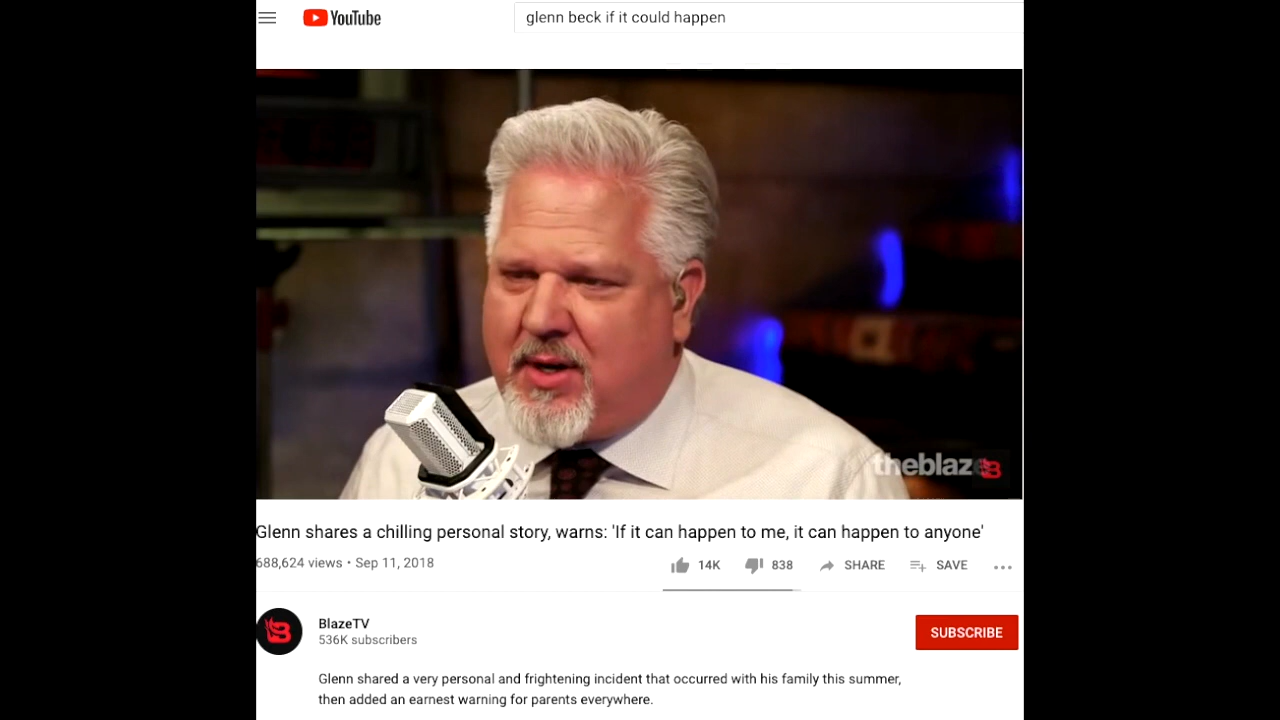 YouTube
glenn beck if it could happen
theblaze
Glenn shares a chilling personal story, warns: 'If it can happen to me, it can happen to anyone'
688,624 views • Sep 11, 2018
14K 838 SHARE SAVE
BlazeTV
536K subscribers
SUBSCRIBE
Glenn shared a very personal and frightening incident that occurred with his family this summer,
then added an earnest warning for parents everywhere.